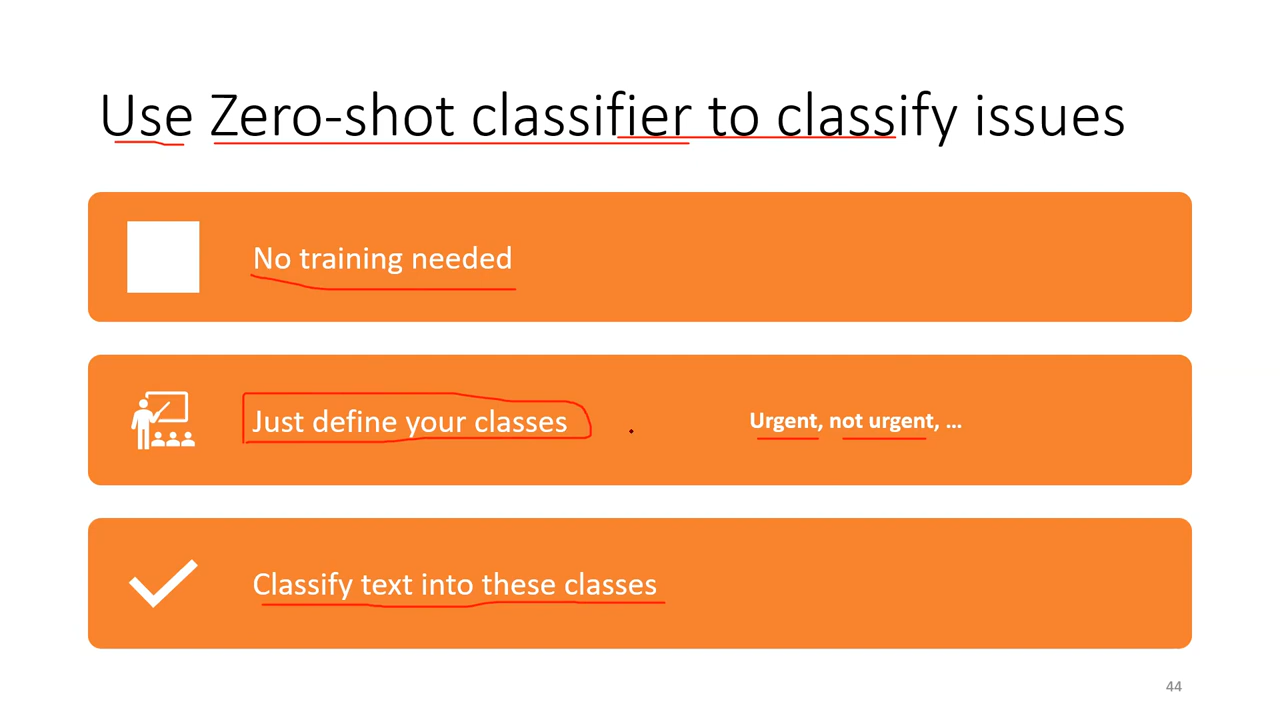 Use Zero-shot classifier to classify issues
No training needed
Just define your classes
Urgent, not urgent, ...
Classify text into these classes
44